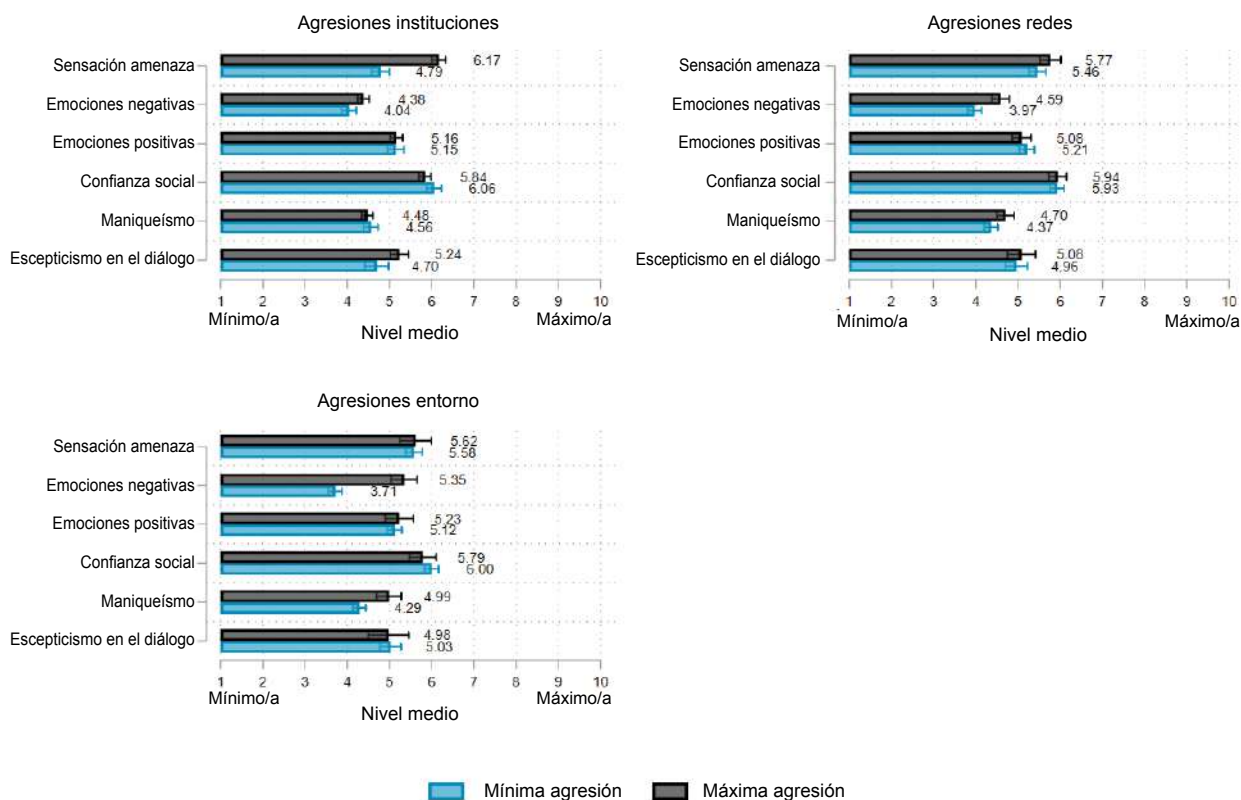 Agresiones instituciones
Sensación amenaza 6.17
4.79
Emociones negativas 4.38
4.04
Emociones positivas 5.16
5.15
Confianza social 5.84
6.06
Maniqueísmo 4.48
4.56
Escepticismo en el diálogo 5.24
4.70
1 2 3 4 5 6 7 8 9 10
Mínimo/a Máximo/a
Nivel medio
Agresiones redes
Sensación amenaza 5.77
5.46
Emociones negativas 4.59
3.97
Emociones positivas 5.08
5.21
Confianza social 5.94
5.93
Maniqueísmo 4.70
4.37
Escepticismo en el diálogo 5.08
4.96
1 2 3 4 5 6 7 8 9 10
Mínimo/a Máximo/a
Nivel medio
Agresiones entorno
Sensación amenaza 5.62
5.58
Emociones negativas 5.35
3.71
Emociones positivas 5.23
5.12
Confianza social 5.79
6.00
Maniqueísmo 4.99
4.29
Escepticismo en el diálogo 4.98
5.03
1 2 3 4 5 6 7 8 9 10
Mínimo/a Máximo/a
Nivel medio
Mínima agresión Máxima agresión